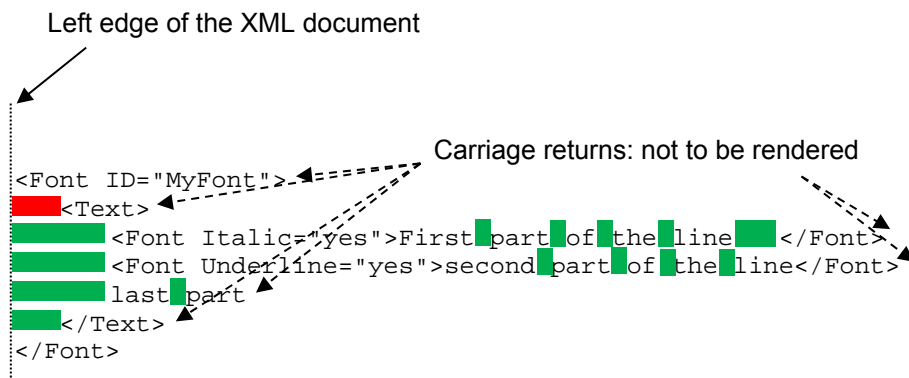 Left edge of the XML document
Carriage returns: not to be rendered
<Font ID="MyFont">
<Text>
<Font Italic="yes">First part of the line </Font>
<Font Underline="yes">second part of the line</Font>
last part
</Text>
</Font>